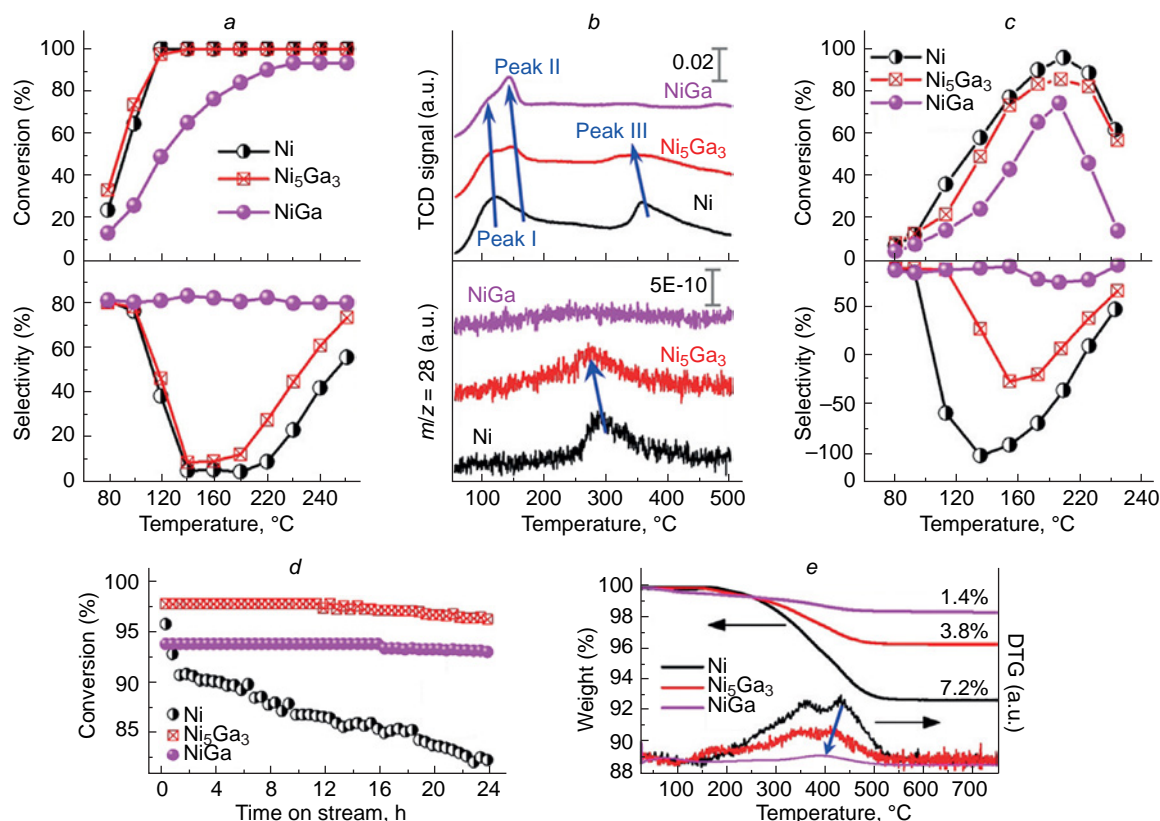 a
Conversion (%)
100
80
60
40
20
0
Ni
Ni5Ga3
NiGa
Selectivity (%)
100
80
60
40
20
0
80 120 160 220 240
Temperature, °C
b
TCD signal (a.u.)
0.02
Peak II
NiGa
Peak III
Ni5Ga3
Ni
Peak I
m/z = 28 (a.u.)
5E-10
NiGa
Ni5Ga3
Ni
100 200 300 400 500
Temperature, °C
c
Conversion (%)
100
80
60
40
20
0
Ni
Ni5Ga3
NiGa
Selectivity (%)
50
0
−50
−100
0
80 120 160 220 240
Temperature, °C
d
Conversion (%)
100
95
90
85
Ni
Ni5Ga3
NiGa
0 4 8 12 16 20 24
Time on stream, h
e
Weight (%)
100
98
96
94
92
90
88
1.4%
3.8%
7.2%
Ni
Ni5Ga3
NiGa
DTG (a.u.)
100 200 300 400 500 600 700
Temperature, °C